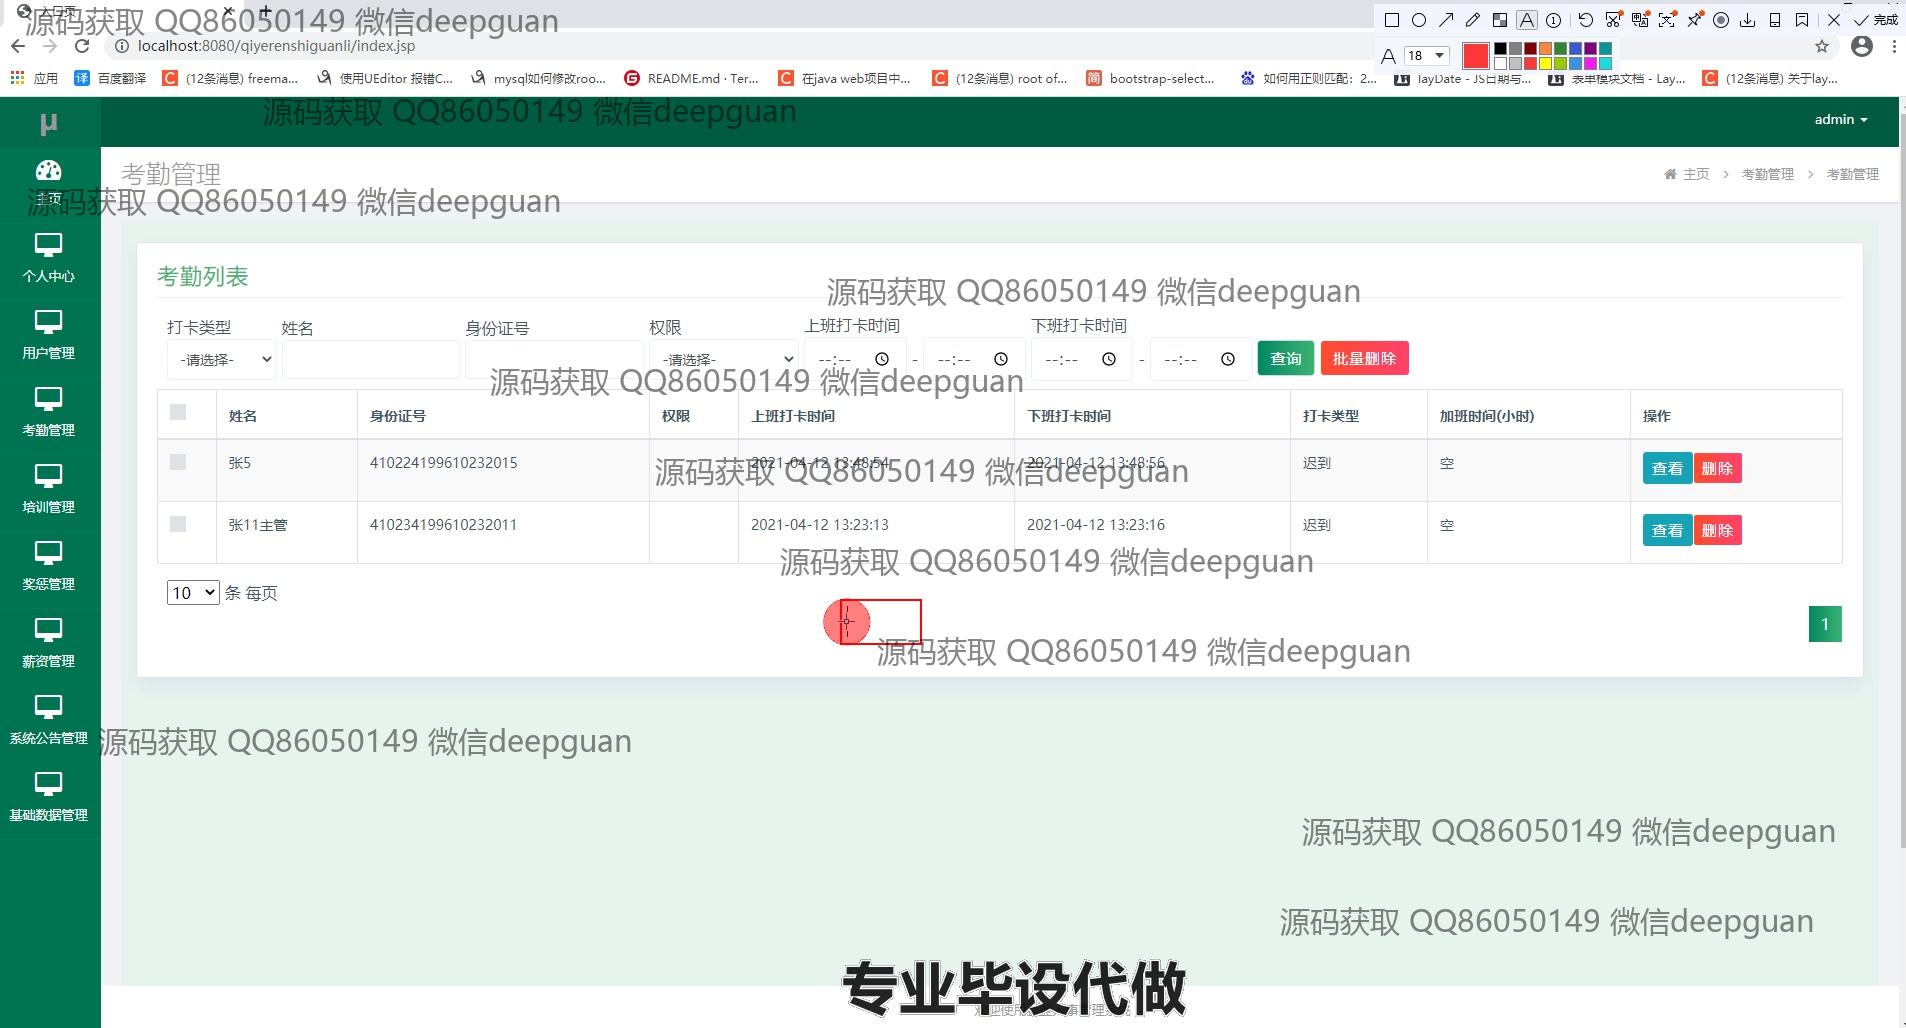 源码获取 QQ86050149 微信deepguan
localhost:8080/qiyerenshiguanli/index.jsp
18
完成
应用
百度翻译
(12条消息) freema...
使用UEditor 报错C...
mysql如何修改roo...
README.md · Ter...
在java web项目中...
(12条消息) root of...
bootstrap-select...
如何用正则匹配：2...
layDate - JS日期与...
表单模块文档 - Lay...
(12条消息) 关于lay...
源码获取 QQ86050149 微信deepguan
μ
admin
考勤管理
主页 > 考勤管理 > 考勤管理
主页
源码获取 QQ86050149 微信deepguan
个人中心
用户管理
考勤管理
培训管理
奖惩管理
薪资管理
系统公告管理
基础数据管理
考勤列表
源码获取 QQ86050149 微信deepguan
打卡类型 姓名 身份证号 权限 上班打卡时间 下班打卡时间
-请选择- -请选择- --:-- - --:-- --:-- - --:-- 查询 批量删除
源码获取 QQ86050149 微信deepguan
姓名 身份证号 权限 上班打卡时间 下班打卡时间 打卡类型 加班时间(小时) 操作
张5 410224199610232015 2021-04-12 13:48:54 2021-04-12 13:48:56 迟到 空 查看 删除
源码获取 QQ86050149 微信deepguan
张11主管 410234199610232011 2021-04-12 13:23:13 2021-04-12 13:23:16 迟到 空 查看 删除
源码获取 QQ86050149 微信deepguan
10 条 每页
1
源码获取 QQ86050149 微信deepguan
源码获取 QQ86050149 微信deepguan
源码获取 QQ86050149 微信deepguan
源码获取 QQ86050149 微信deepguan
专业毕设代做